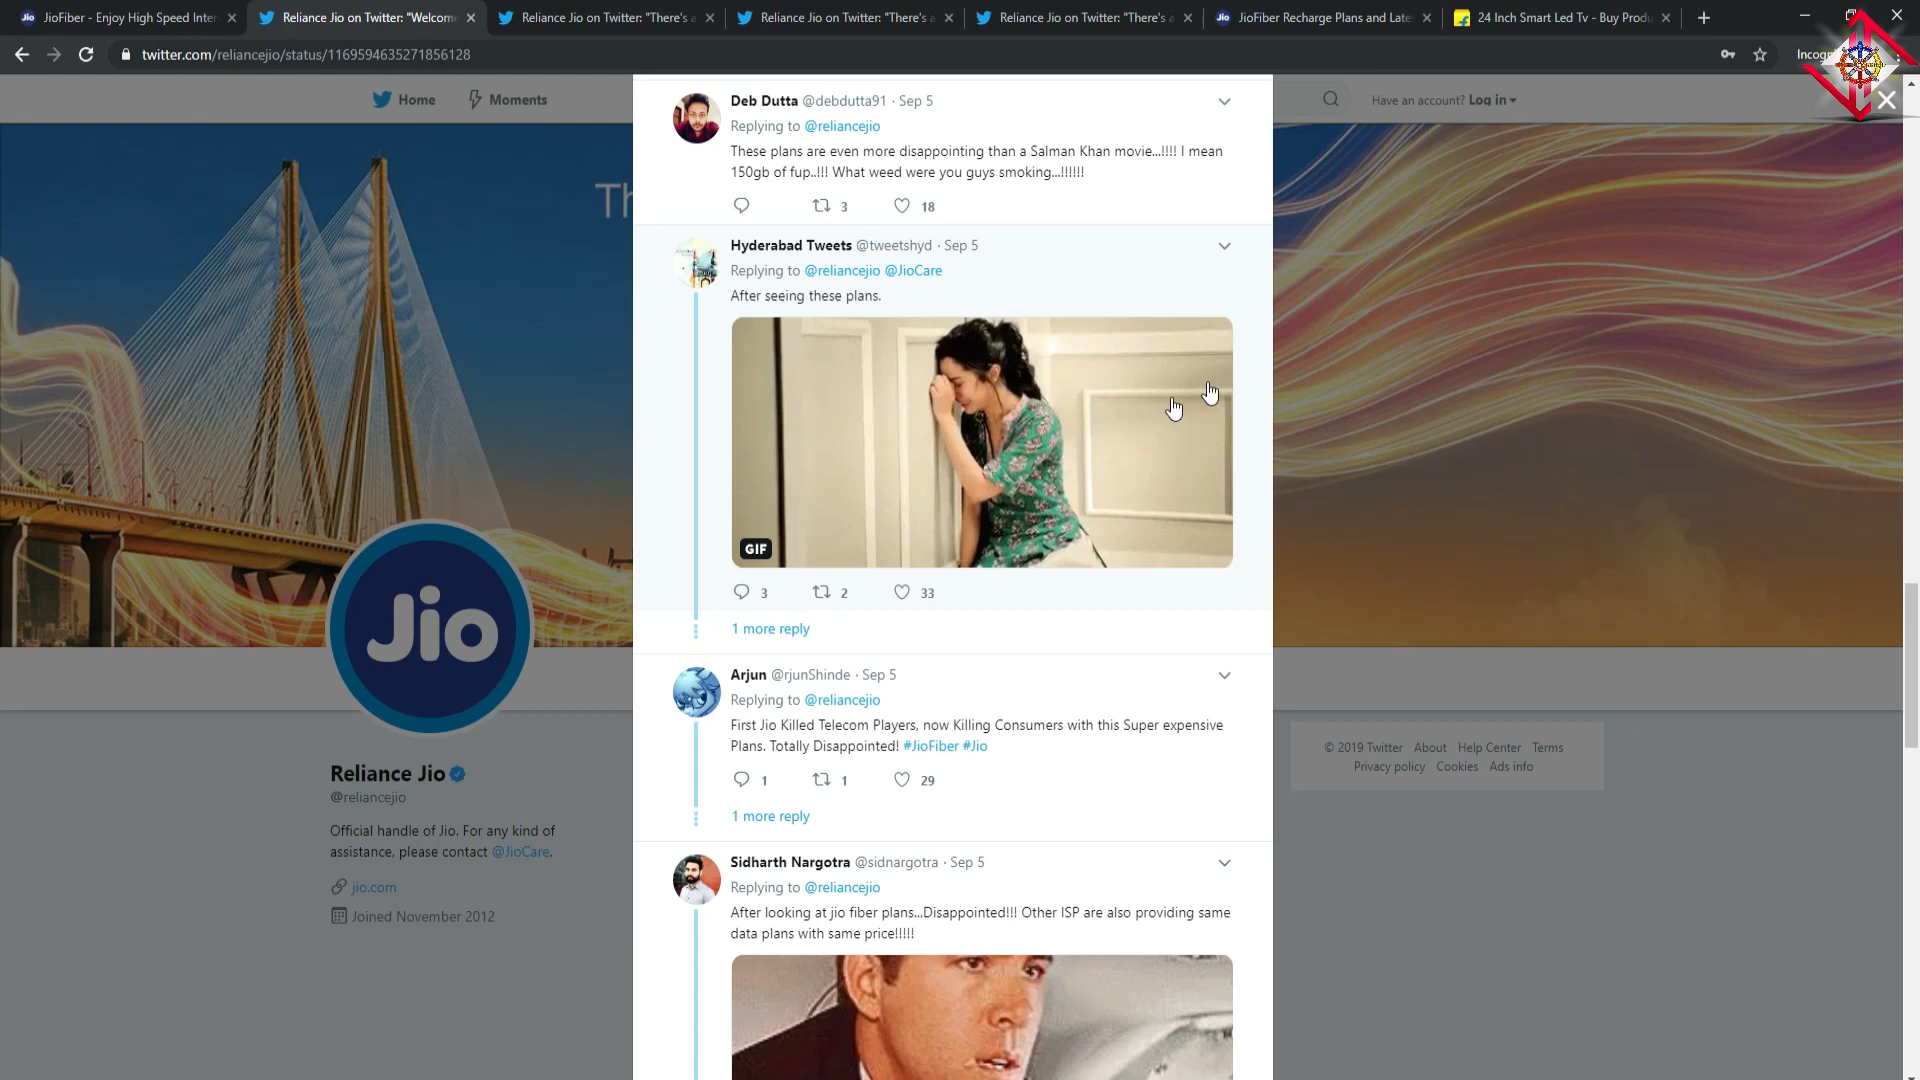 JioFiber - Enjoy High Speed Inter
Reliance Jio on Twitter: "Welcome
Reliance Jio on Twitter: "There's a
Reliance Jio on Twitter: "There's a
Reliance Jio on Twitter: "There's a
Jio JioFiber Recharge Plans and Late
24 Inch Smart Led Tv - Buy Produ
twitter.com/reliancejio/status/1169594635271856128
Incog
Home
Moments
Have an account? Log in
Th
Deb Dutta @debdutta91 · Sep 5
Replying to @reliancejio
These plans are even more disappointing than a Salman Khan movie...!!!! I mean
150gb of fup..!!! What weed were you guys smoking...!!!!!!
3
18
Hyderabad Tweets @tweetshyd · Sep 5
Replying to @reliancejio @JioCare
After seeing these plans.
GIF
3
2
33
1 more reply
Arjun @rjunShinde · Sep 5
Replying to @reliancejio
First Jio Killed Telecom Players, now Killing Consumers with this Super expensive
Plans. Totally Disappointed! #JioFiber #Jio
1
1
29
1 more reply
Sidharth Nargotra @sidnargotra · Sep 5
Replying to @reliancejio
After looking at jio fiber plans...Disappointed!!! Other ISP are also providing same
data plans with same price!!!!!
Jio
Reliance Jio
@reliancejio
Official handle of Jio. For any kind of
assistance, please contact @JioCare.
jio.com
Joined November 2012
© 2019 Twitter About Help Center Terms
Privacy policy Cookies Ads info